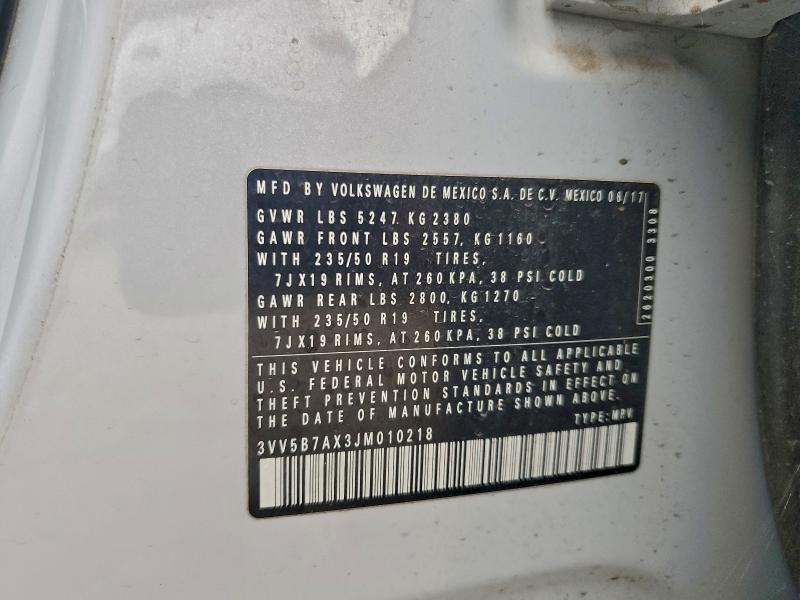 MFD BY VOLKSWAGEN DE MEXICO S.A. DE C.V. MEXICO 06/17
GVWR LBS 5247, KG 2380
GAWR FRONT LBS 2557, KG 1160
WITH 235/50 R19 TIRES,
7JX19 RIMS, AT 260 KPA, 38 PSI COLD
GAWR REAR LBS 2800, KG 1270
WITH 235/50 R19 TIRES,
7JX19 RIMS, AT 260 KPA, 38 PSI COLD
2620300 3308
THIS VEHICLE CONFORMS TO ALL APPLICABLE
U.S. FEDERAL MOTOR VEHICLE SAFETY AND
THEFT PREVENTION STANDARDS IN EFFECT ON
THE DATE OF MANUFACTURE SHOWN ABOVE.
3VV5B7AX3JM010218 TYPE: MPV